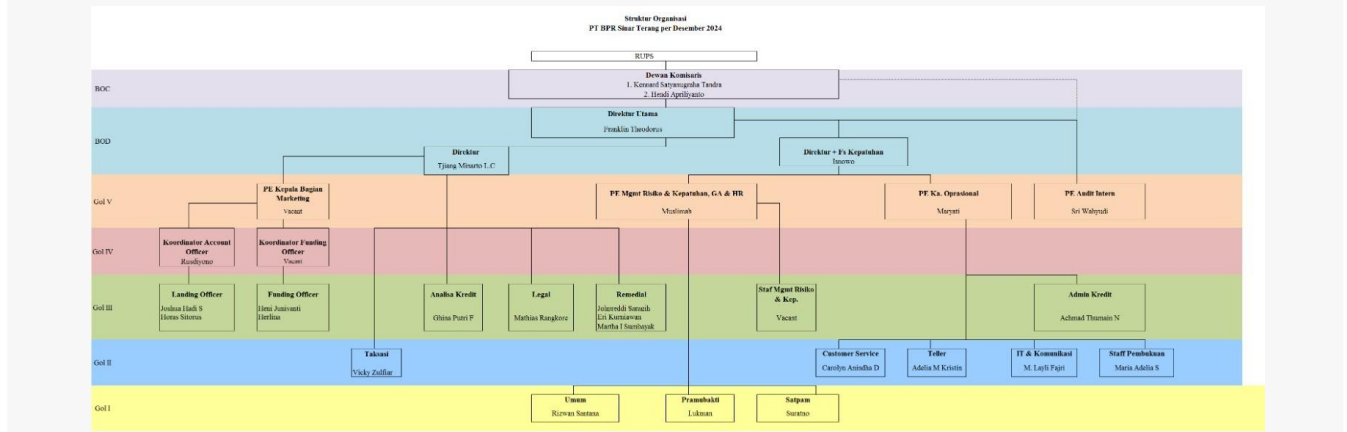 Struktur Organisasi
PT BPR Sinar Terang per Desember 2024
RUPS
BOC
Dewan Komisaris
1. Kennard Satyanugraha Tandra
2. Hendi Apriliyanto
BOD
Direktur Utama
Franklin Theodorus
Direktur
Tjiang Minarto L.C
Direktur + Fs Kepatuhan
Isnowo
Gol V
PE Kepala Bagian
Marketing
Vacant
PE Mgmt Risiko & Kepatuhan, GA & HR
Muslimah
PE Ka. Oprasional
Maryati
PE Audit Intern
Sri Wahyudi
Gol IV
Koordinator Account
Officer
Rusdiyono
Koordinator Funding
Officer
Vacant
Gol III
Landing Officer
Joshua Hadi S
Horas Sitorus
Funding Officer
Heni Junivanti
Herlina
Analisa Kredit
Ghina Putri F
Legal
Mathias Rangkore
Remedial
Eri Kurniawan
Martha I
Staf Mgmt Risiko
& Kep.
Vacant
Admin Kredit
Achmad Thumain N
Gol II
Taksasi
Vicky Zulfiar
Customer Service
Carolyn Anindha D
Teller
Adelia M Kristin
IT & Komunikasi
M. Layli Fajri
Staff Pembukuan
Maria Adelia S
Gol I
Umum
Rizwan Santana
Pramubakti
Lukman
Satpam
Suratno